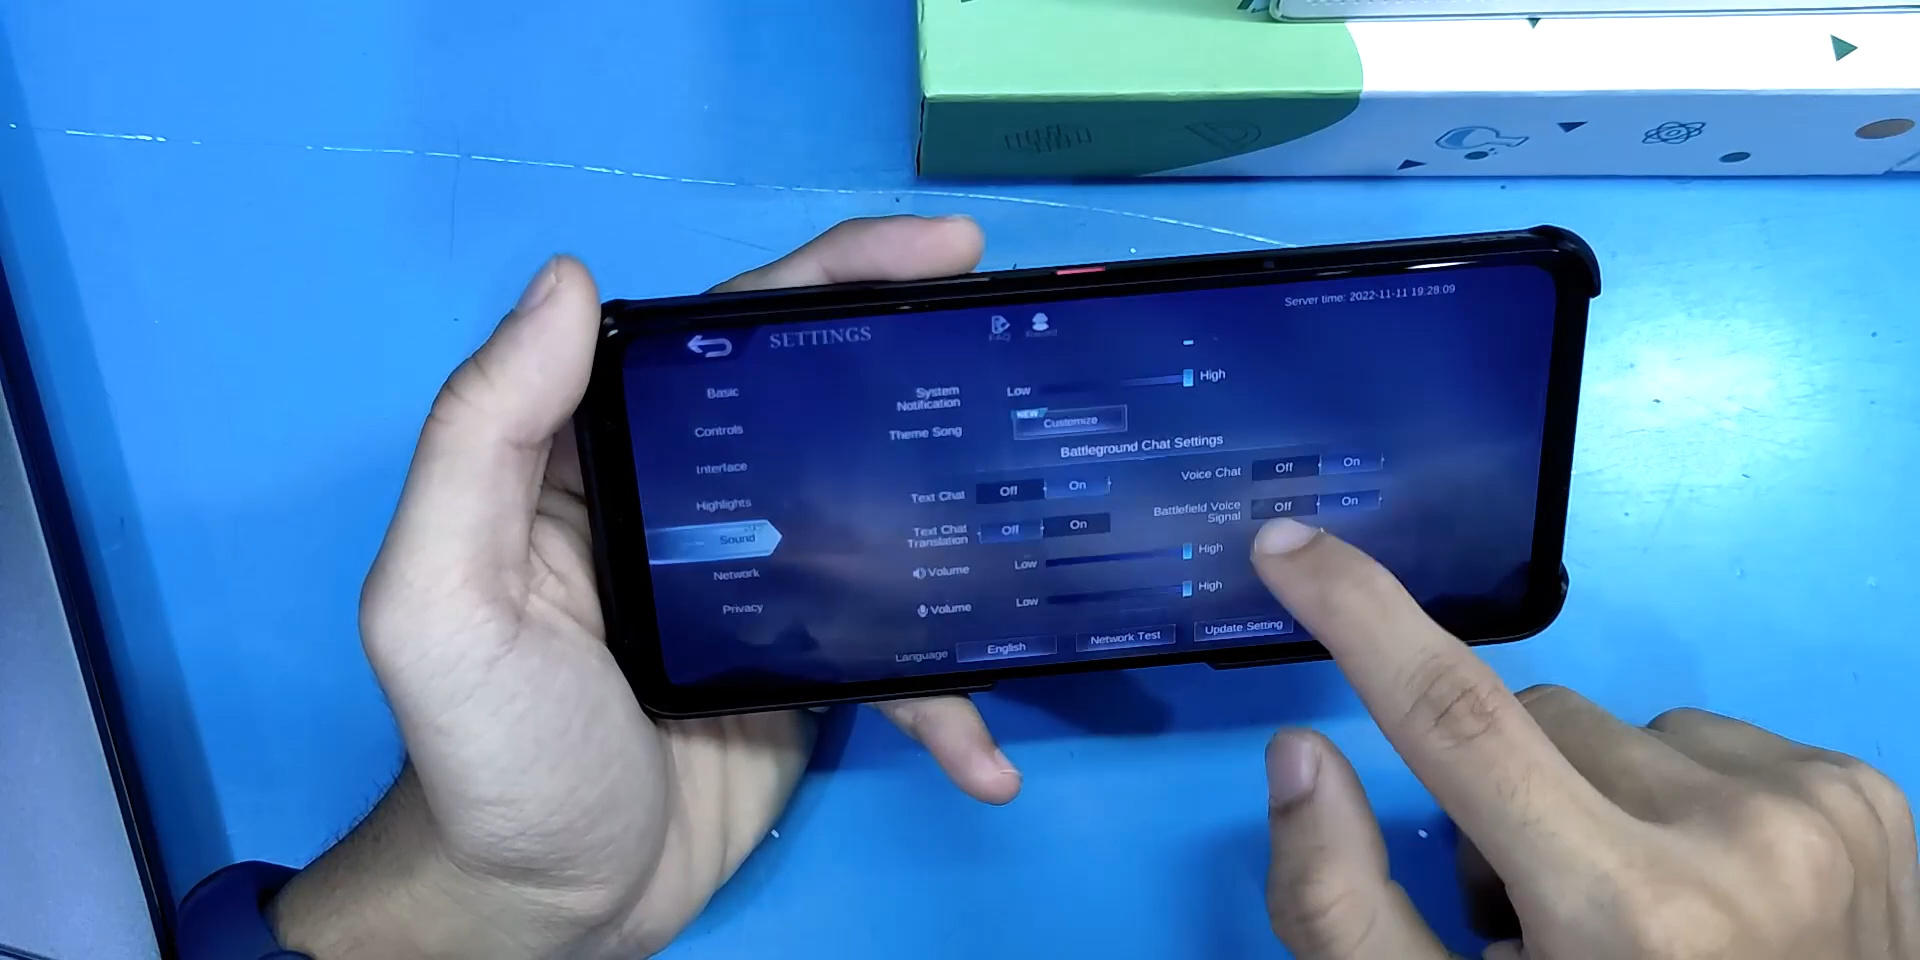 Server time: 2022-11-11 19:28:09
SETTINGS
FAQ
Basic
Controls
Interface
Highlights
Sound
Network
Privacy
System
Notification
Low
High
Theme Song
NEW
Customize
Battleground Chat Settings
Text Chat
Off
On
Voice Chat
Off
On
Text Chat
Translation
Off
On
Battlefield Voice
Signal
Off
On
Volume
Low
High
Volume
Low
High
Language
English
Network Test
Update Setting